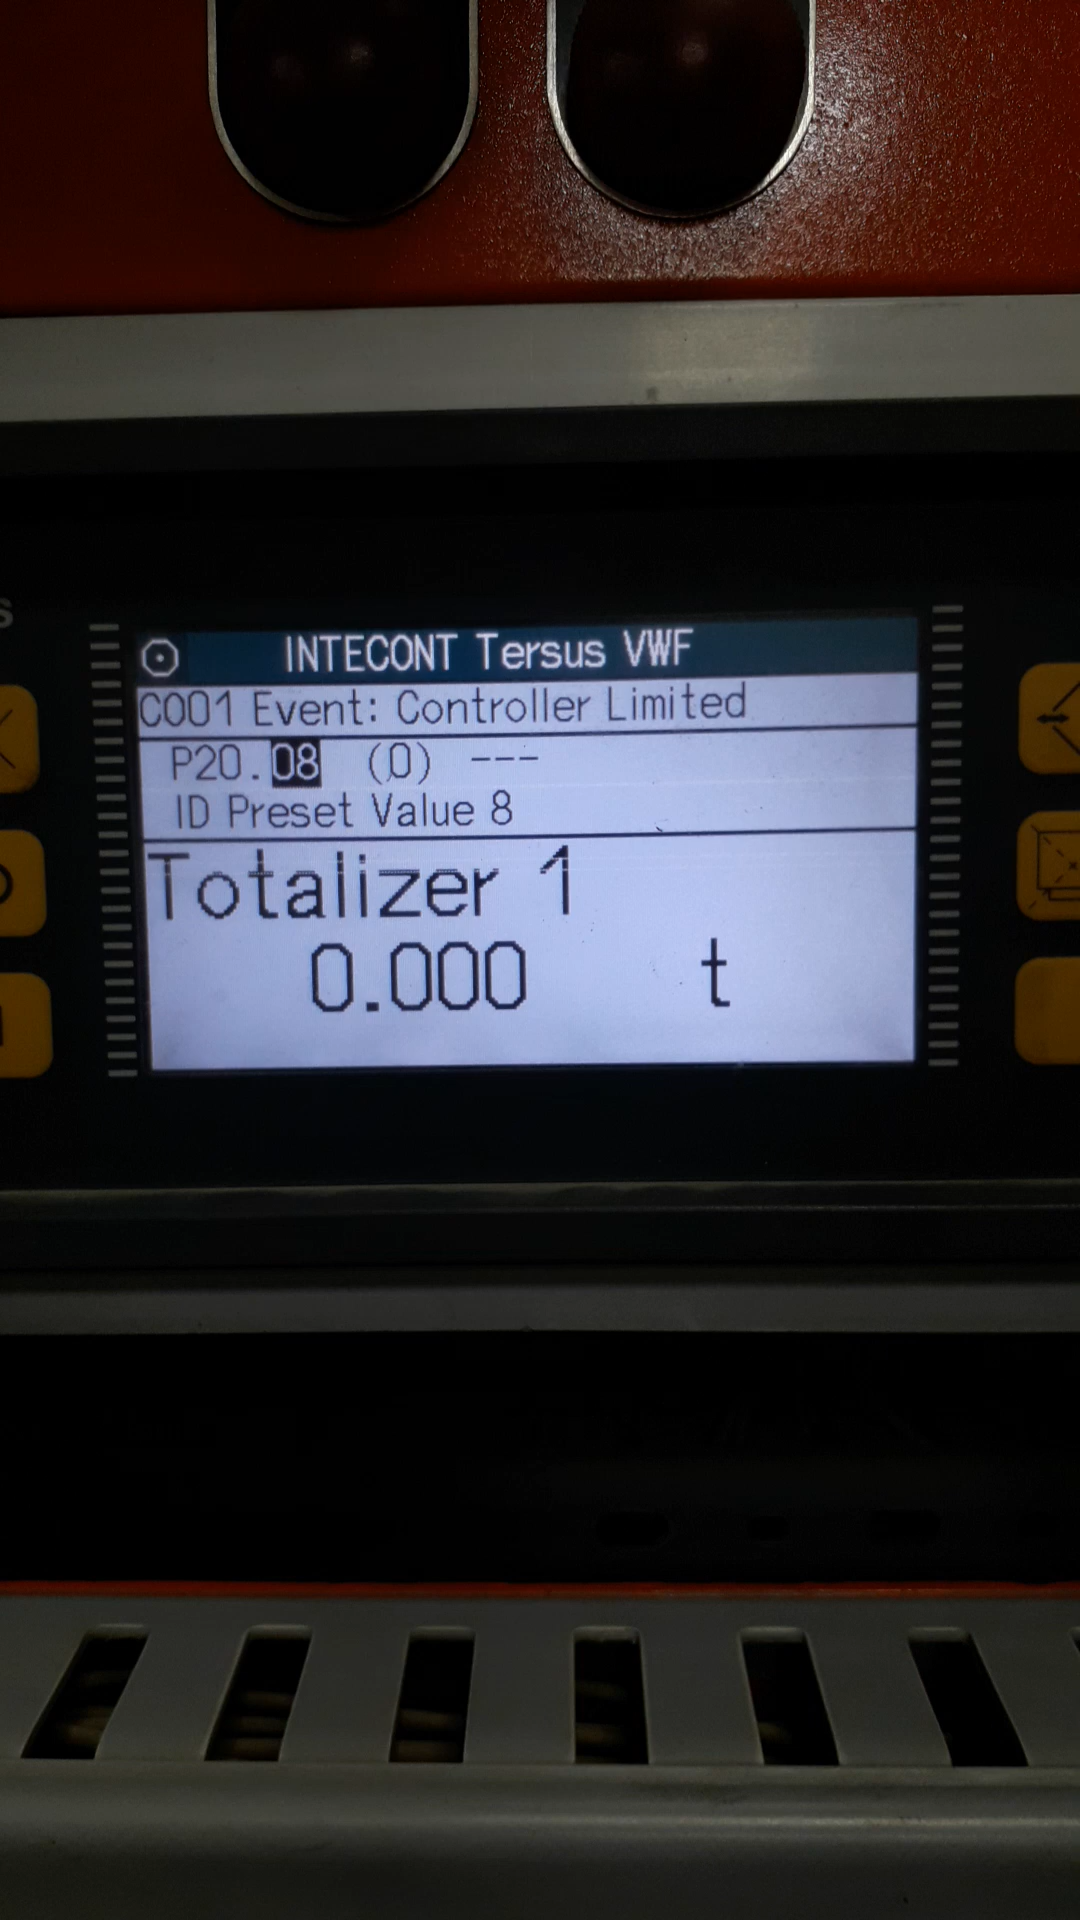 INTECONT Tersus VWF
C001 Event: Controller Limited
P20.08 (0) ---
ID Preset Value 8
Totalizer 1
0.000 t